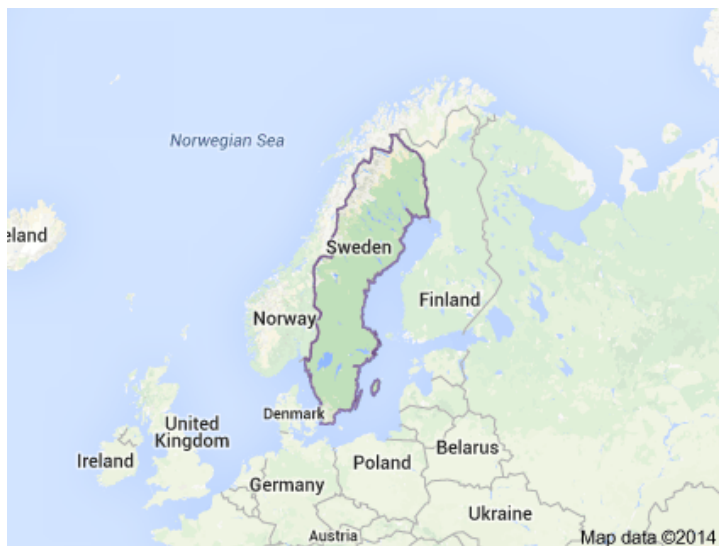 Norwegian Sea
eland
Sweden
Finland
Norway
Denmark
United
Kingdom
Ireland
Belarus
Poland
Germany
Ukraine
Austria
Map data ©2014